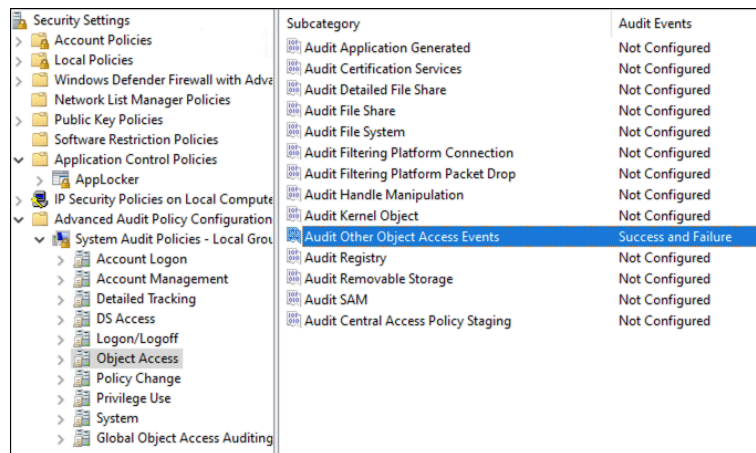 Security Settings
Account Policies
Local Policies
Windows Defender Firewall with Adva
Network List Manager Policies
Public Key Policies
Software Restriction Policies
Application Control Policies
AppLocker
IP Security Policies on Local Compute
Advanced Audit Policy Configuration
System Audit Policies - Local Grou
Account Logon
Account Management
Detailed Tracking
DS Access
Logon/Logoff
Object Access
Policy Change
Privilege Use
System
Global Object Access Auditing
Subcategory Audit Events
Audit Application Generated Not Configured
Audit Certification Services Not Configured
Audit Detailed File Share Not Configured
Audit File Share Not Configured
Audit File System Not Configured
Audit Filtering Platform Connection Not Configured
Audit Filtering Platform Packet Drop Not Configured
Audit Handle Manipulation Not Configured
Audit Kernel Object Not Configured
Audit Other Object Access Events Success and Failure
Audit Registry Not Configured
Audit Removable Storage Not Configured
Audit SAM Not Configured
Audit Central Access Policy Staging Not Configured